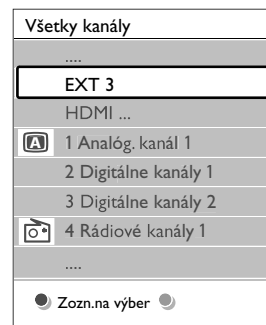 Všetky kanály
....
EXT 3
HDMI ...
A 1 Analóg. kanál 1
2 Digitálne kanály 1
3 Digitálne kanály 2
4 Rádiové kanály 1
....
Zozn.na výber